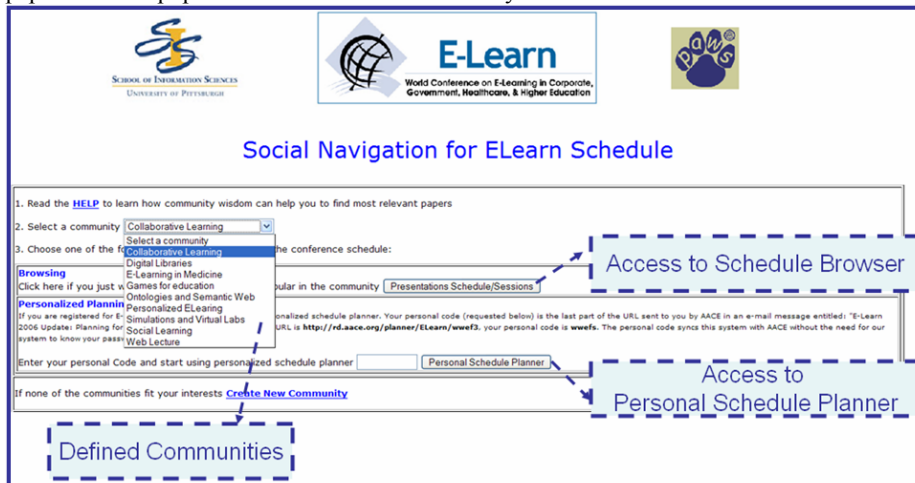 SCHOOL OF INFORMATION SCIENCES
UNIVERSITY OF PITTSBURGH
E-Learn
World Conference on E-Learning in Corporate,
Government, Healthcare, & Higher Education
paws
Social Navigation for ELearn Schedule
1. Read the HELP to learn how community wisdom can help you to find most relevant papers
2. Select a community Collaborative Learning
Select a community
Collaborative Learning
Digital Libraries
E-Learning in Medicine
Games for education
Ontologies and Semantic Web
Personalized ELearing
Simulations and Virtual Labs
Social Learning
Web Lecture
3. Choose one of the fo the conference schedule:
Browsing
Click here if you just w ular in the community Presentations Schedule/Sessions
Personalized Plannin
If you are registered for E- onalized schedule planner. Your personal code (requested below) is the last part of the URL sent to you by AACE in an e-mail message entitled: "E-Learn
2006 Update: Planning for URL is http://rd.aace.org/planner/ELearn/wwef3, your personal code is wwefs. The personal code syncs this system with AACE without the need for our
system to know your passw
Enter your personal Code and start using personalized schedule planner Personal Schedule Planner
If none of the communities fit your interests Create New Community
Access to Schedule Browser
Access to
Personal Schedule Planner
Defined Communities